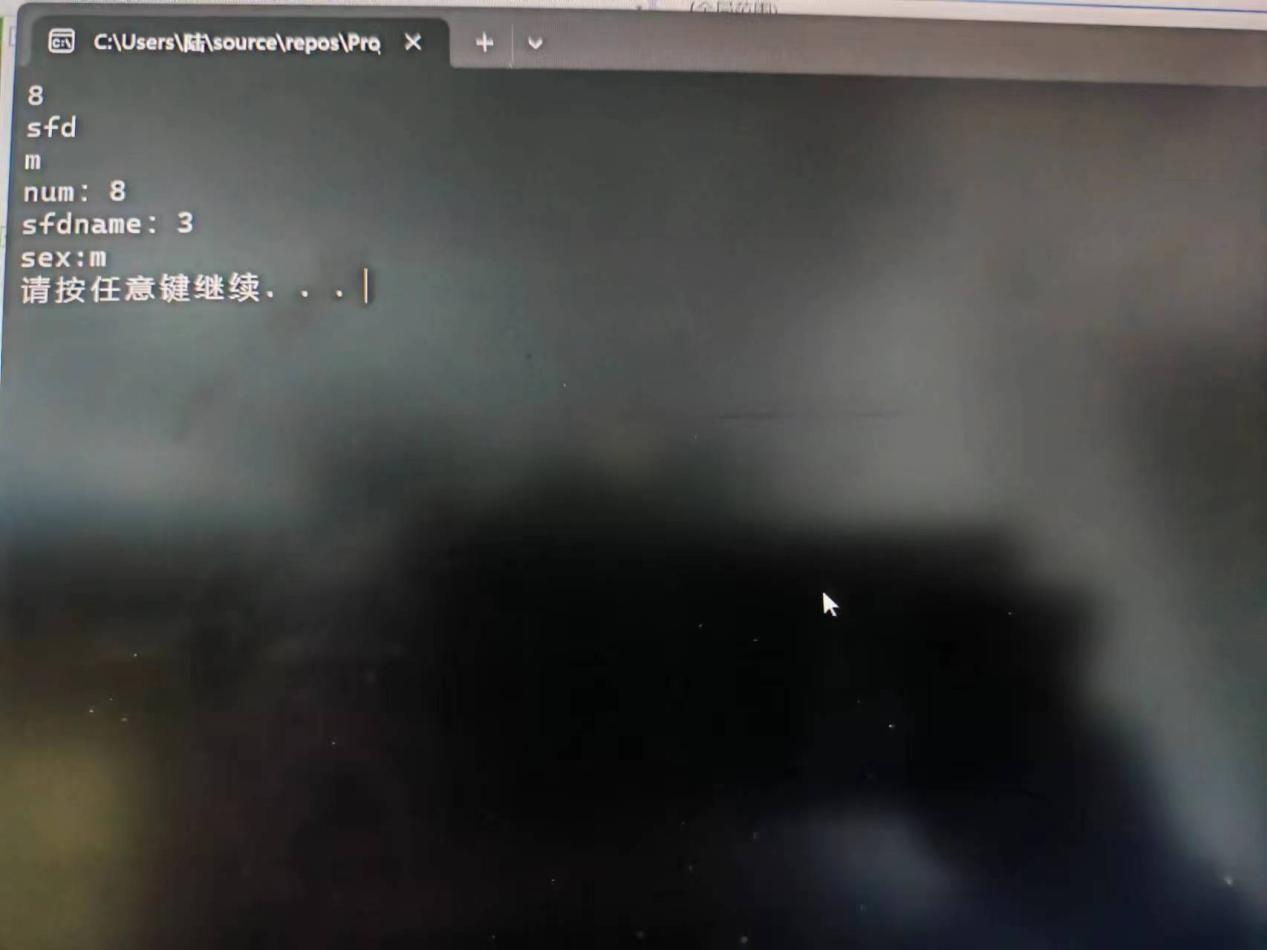 C:\Users\陆\source\repos\Pro
8
sfd
m
num: 8
sfdname: 3
sex:m
请按任意键继续. . .